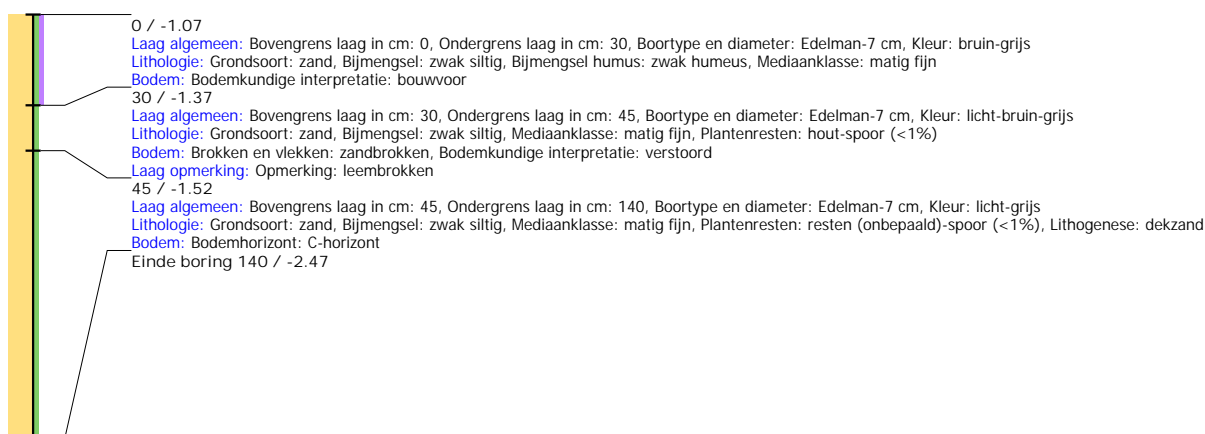 0 / -1.07
Laag algemeen: Bovengrens laag in cm: 0, Ondergrens laag in cm: 30, Boortype en diameter: Edelman-7 cm, Kleur: bruin-grijs
Lithologie: Grondsoort: zand, Bijmengsel: zwak siltig, Bijmengsel humus: zwak humeus, Mediaanklasse: matig fijn
Bodem: Bodemkundige interpretatie: bouwvoor
30 / -1.37
Laag algemeen: Bovengrens laag in cm: 30, Ondergrens laag in cm: 45, Boortype en diameter: Edelman-7 cm, Kleur: licht-bruin-grijs
Lithologie: Grondsoort: zand, Bijmengsel: zwak siltig, Mediaanklasse: matig fijn, Plantenresten: hout-spoor (<1%)
Bodem: Brokken en vlekken: zandbrokken, Bodemkundige interpretatie: verstoord
Laag opmerking: Opmerking: leembrokken
45 / -1.52
Laag algemeen: Bovengrens laag in cm: 45, Ondergrens laag in cm: 140, Boortype en diameter: Edelman-7 cm, Kleur: licht-grijs
Lithologie: Grondsoort: zand, Bijmengsel: zwak siltig, Mediaanklasse: matig fijn, Plantenresten: resten (onbepaald)-spoor (<1%), Lithogenese: dekzand
Bodem: Bodemhorizont: C-horizont
Einde boring 140 / -2.47